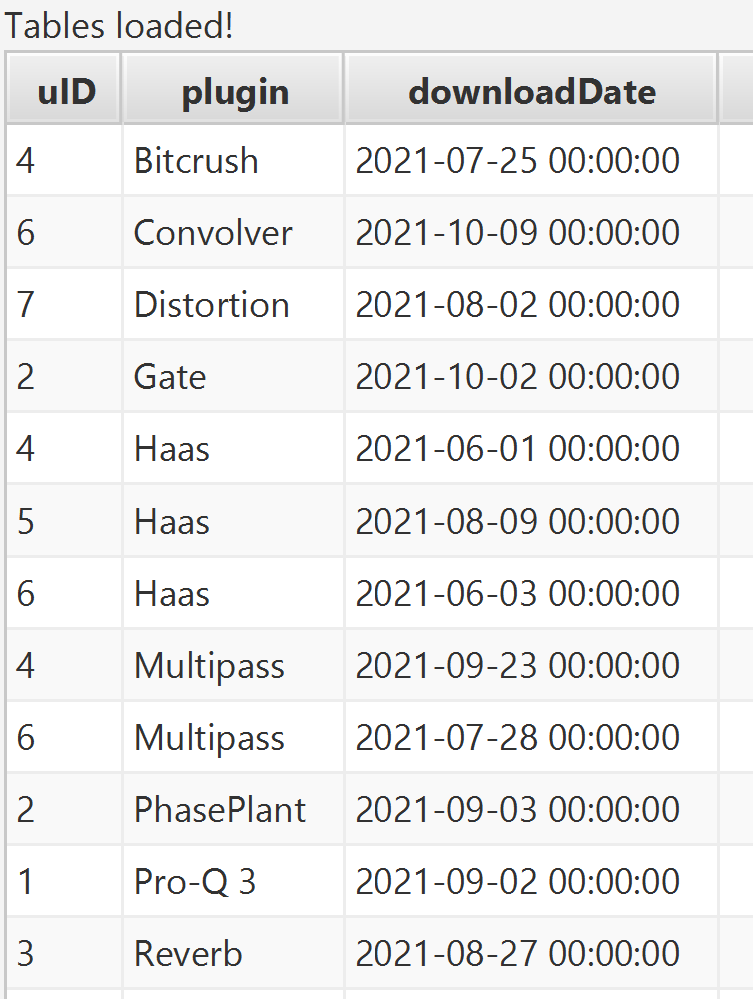 Tables loaded!
uID plugin downloadDate
4 Bitcrush 2021-07-25 00:00:00
6 Convolver 2021-10-09 00:00:00
7 Distortion 2021-08-02 00:00:00
2 Gate 2021-10-02 00:00:00
4 Haas 2021-06-01 00:00:00
5 Haas 2021-08-09 00:00:00
6 Haas 2021-06-03 00:00:00
4 Multipass 2021-09-23 00:00:00
6 Multipass 2021-07-28 00:00:00
2 PhasePlant 2021-09-03 00:00:00
1 Pro-Q 3 2021-09-02 00:00:00
3 Reverb 2021-08-27 00:00:00